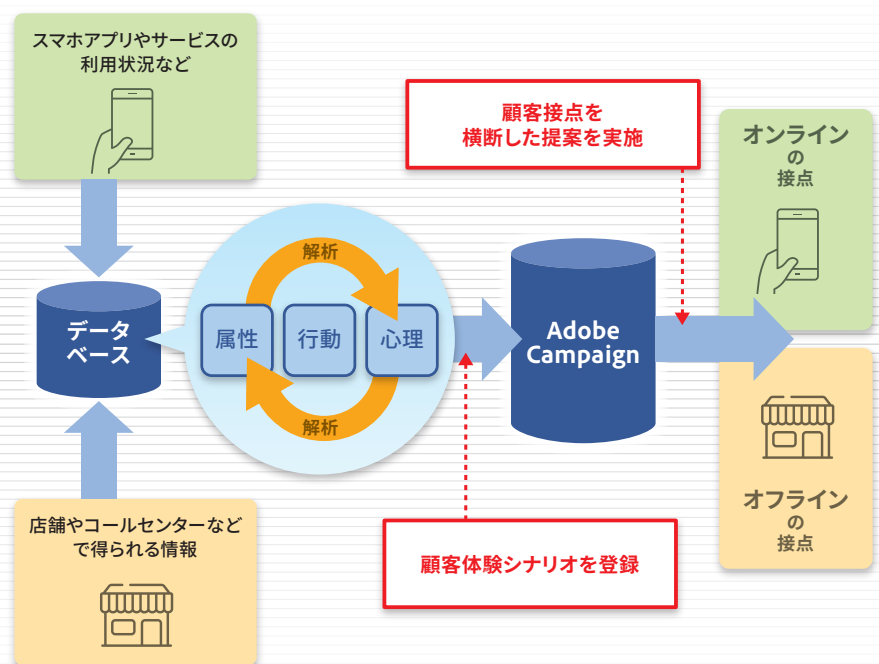 スマホアプリやサービスの
利用状況など
顧客接点を
横断した提案を実施
オンライン
の
接点
解析
データ
ベース
属性
行動
心理
解析
Adobe
Campaign
店舗やコールセンターなど
で得られる情報
顧客体験シナリオを登録
オフライン
の
接点